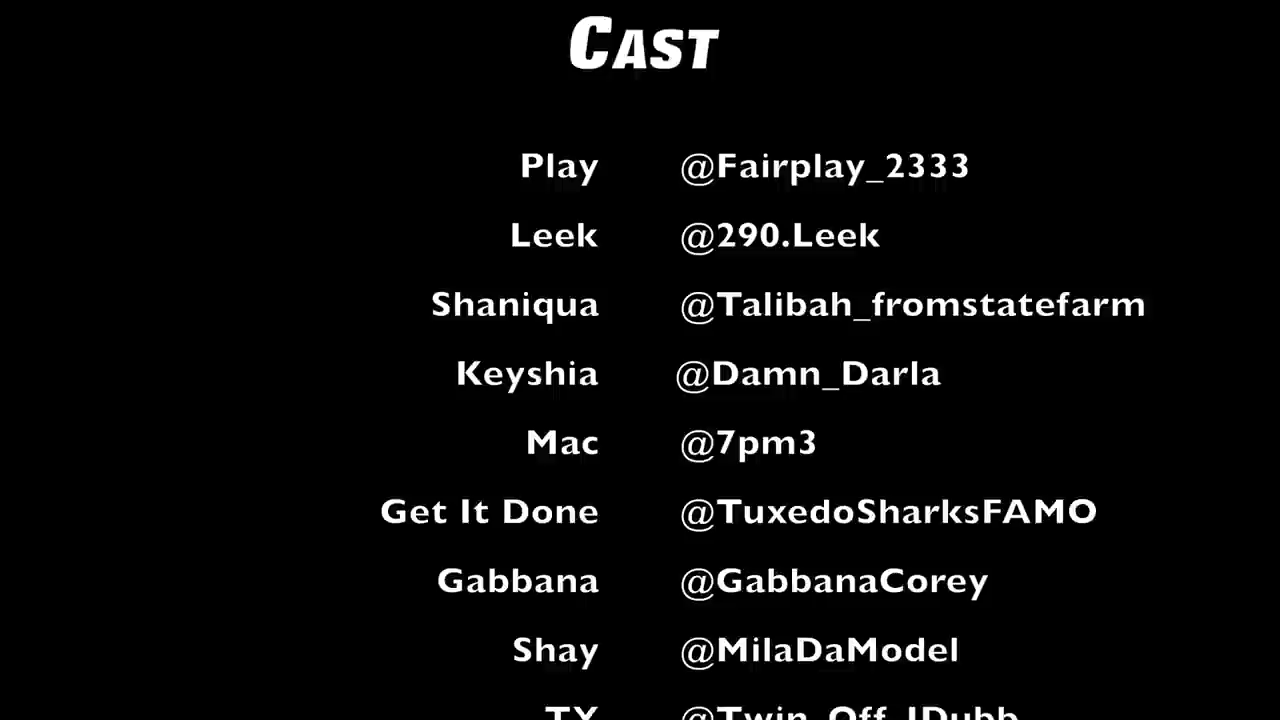 CAST
Play @Fairplay_2333
Leek @290.Leek
Shaniqua @Talibah_fromstatefarm
Keyshia @Damn_Darla
Mac @7pm3
Get It Done @TuxedoSharksFAMO
Gabbana @GabbanaCorey
Shay @MilaDaModel
TX